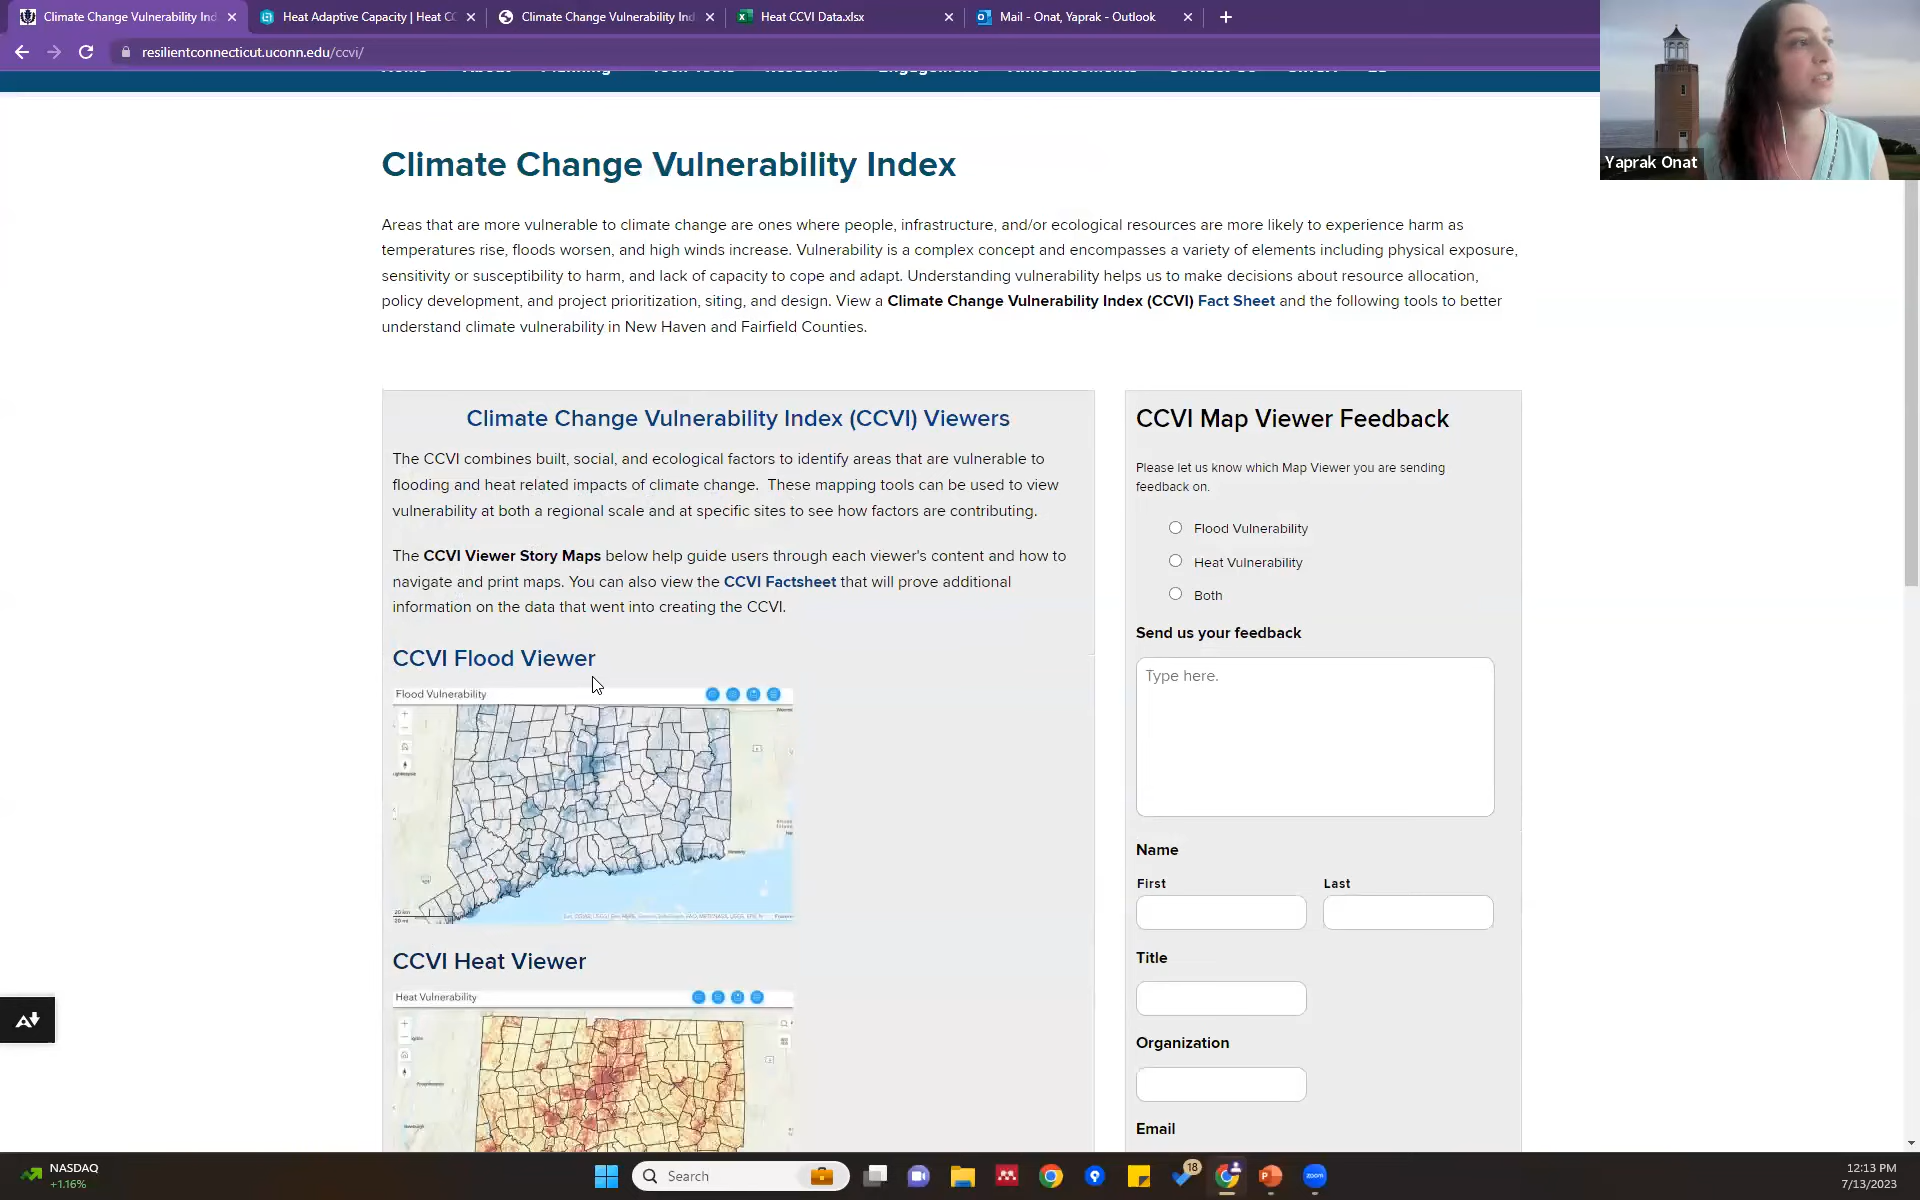 Climate Change Vulnerability Ind
Heat Adaptive Capacity | Heat CC
Climate Change Vulnerability Ind
Heat CCVI Data.xlsx
Mail - Onat, Yaprak - Outlook
resilientconnecticut.uconn.edu/ccvi/
Yaprak Onat
Climate Change Vulnerability Index
Areas that are more vulnerable to climate change are ones where people, infrastructure, and/or ecological resources are more likely to experience harm as
temperatures rise, floods worsen, and high winds increase. Vulnerability is a complex concept and encompasses a variety of elements including physical exposure,
sensitivity or susceptibility to harm, and lack of capacity to cope and adapt. Understanding vulnerability helps us to make decisions about resource allocation,
policy development, and project prioritization, siting, and design. View a Climate Change Vulnerability Index (CCVI) Fact Sheet and the following tools to better
understand climate vulnerability in New Haven and Fairfield Counties.
Climate Change Vulnerability Index (CCVI) Viewers
The CCVI combines built, social, and ecological factors to identify areas that are vulnerable to
flooding and heat related impacts of climate change. These mapping tools can be used to view
vulnerability at both a regional scale and at specific sites to see how factors are contributing.
The CCVI Viewer Story Maps below help guide users through each viewer's content and how to
navigate and print maps. You can also view the CCVI Factsheet that will prove additional
information on the data that went into creating the CCVI.
CCVI Flood Viewer
Flood Vulnerability
CCVI Heat Viewer
Heat Vulnerability
CCVI Map Viewer Feedback
Please let us know which Map Viewer you are sending
feedback on.
Flood Vulnerability
Heat Vulnerability
Both
Send us your feedback
Type here.
Name
First
Last
Title
Organization
Email
NASDAQ
+1.16%
Search
18
zoom
12:13 PM
7/13/2023